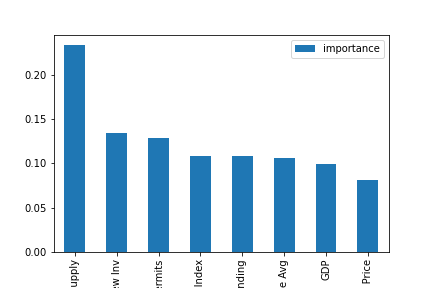 importance
0.20
0.15
0.10
0.05
0.00
upply
ew Inv
ermits
Index
nding
e Avg
GDP
Price